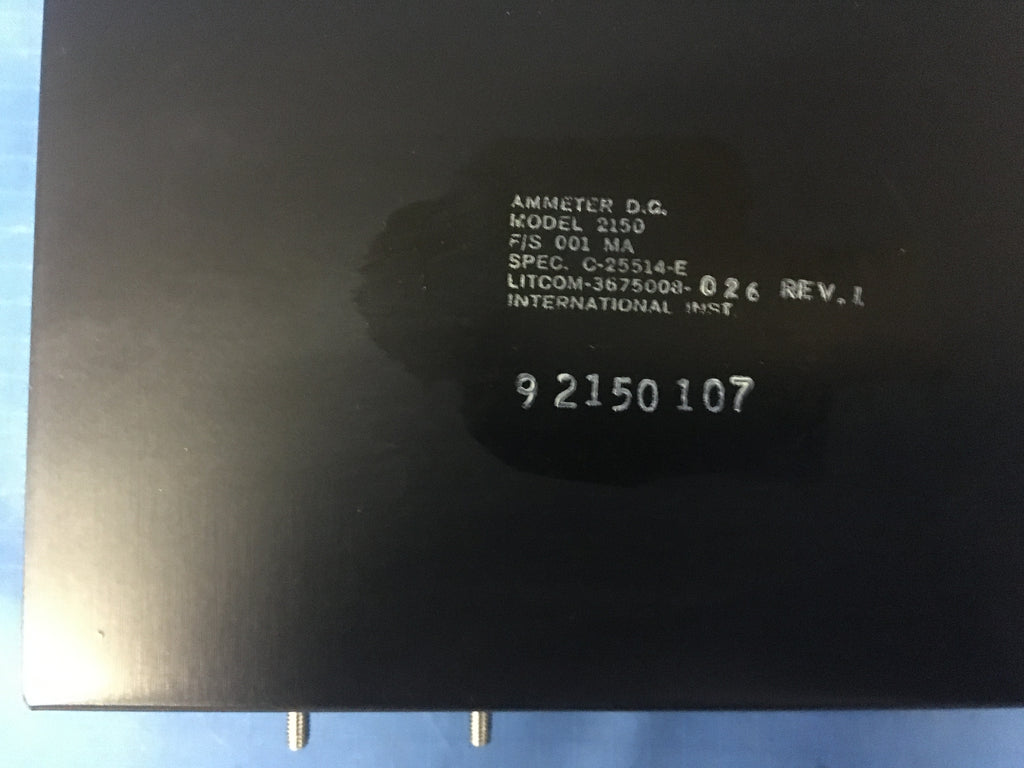 AMMETER D.C.
MODEL 2150
F/S 001 MA
SPEC. C-25514-E
LITCOM-3675008-026 REV.1
INTERNATIONAL INST.
9 2150 107